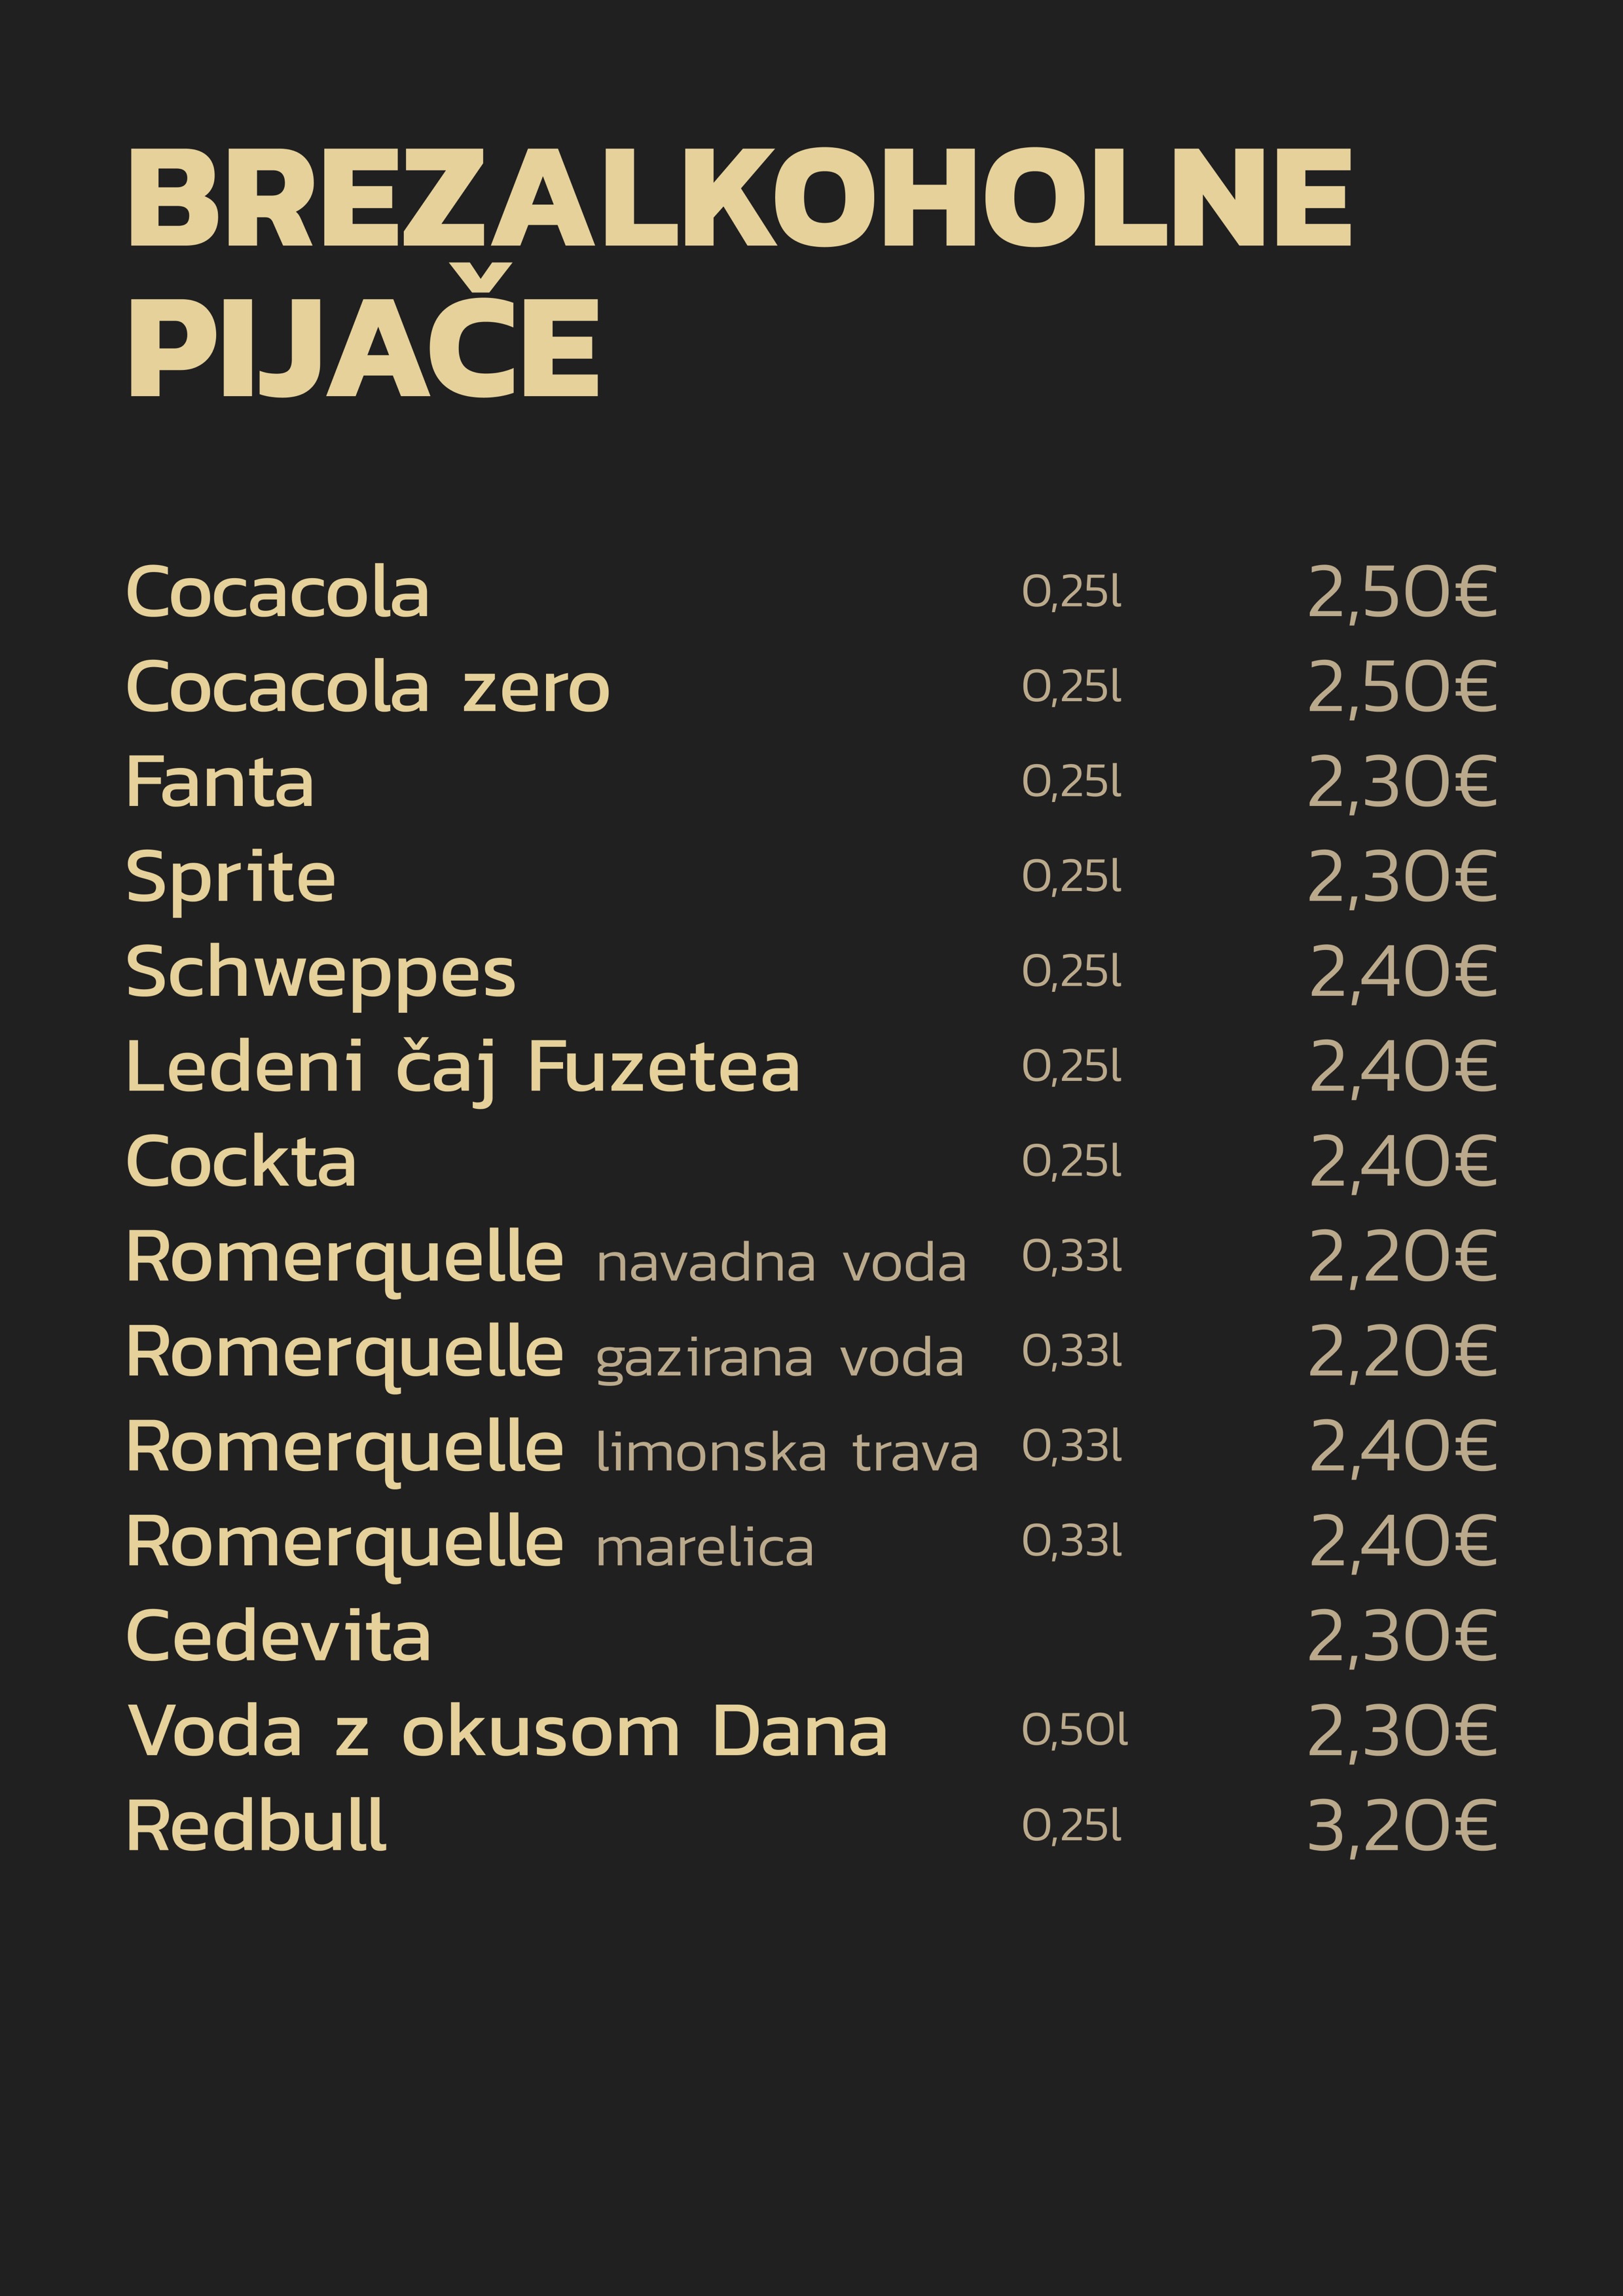 BREZALKOHOLNE
PIJAČE
Cocacola 0,25l 2,50€
Cocacola zero 0,25l 2,50€
Fanta 0,25l 2,30€
Sprite 0,25l 2,30€
Schweppes 0,25l 2,40€
Ledeni čaj Fuzetea 0,25l 2,40€
Cockta 0,25l 2,40€
Romerquelle navadna voda 0,33l 2,20€
Romerquelle gazirana voda 0,33l 2,20€
Romerquelle limonska trava 0,33l 2,40€
Romerquelle marelica 0,33l 2,40€
Cedevita 2,30€
Voda z okusom Dana 0,50l 2,30€
Redbull 0,25l 3,20€